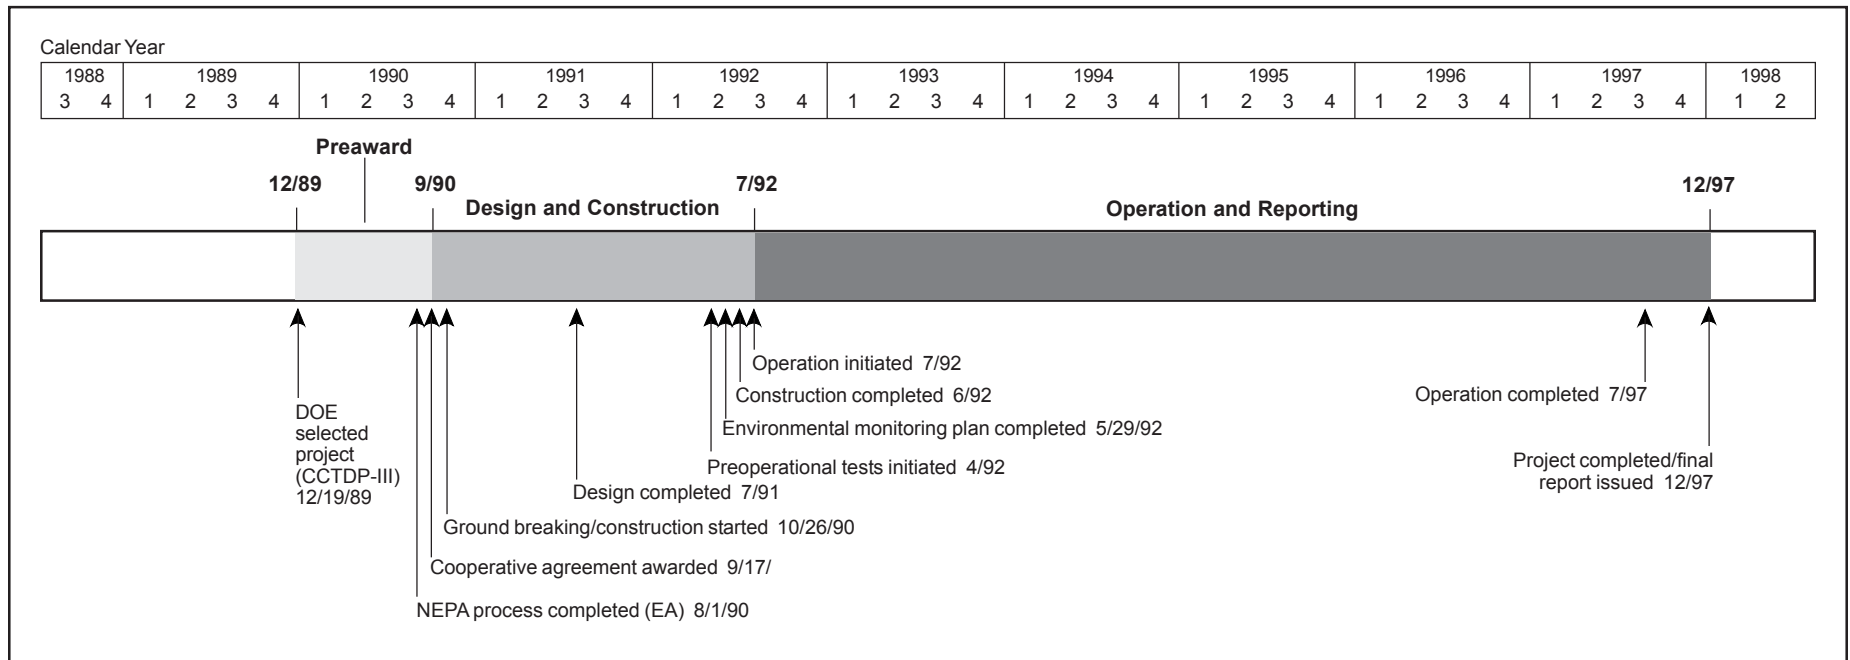 Calendar Year
1988 1989 1990 1991 1992 1993 1994 1995 1996 1997 1998
3 4 1 2 3 4 1 2 3 4 1 2 3 4 1 2 3 4 1 2 3 4 1 2 3 4 1 2 3 4 1 2 3 4 1 2 3 4 1 2
Preaward
12/89 9/90 7/92 12/97
Design and Construction Operation and Reporting
Operation initiated 7/92
Construction completed 6/92
Operation completed 7/97
DOE
selected
project
(CCTDP-III)
12/19/89
Environmental monitoring plan completed 5/29/92
Preoperational tests initiated 4/92
Project completed/final
report issued 12/97
Design completed 7/91
Ground breaking/construction started 10/26/90
Cooperative agreement awarded 9/17/
NEPA process completed (EA) 8/1/90